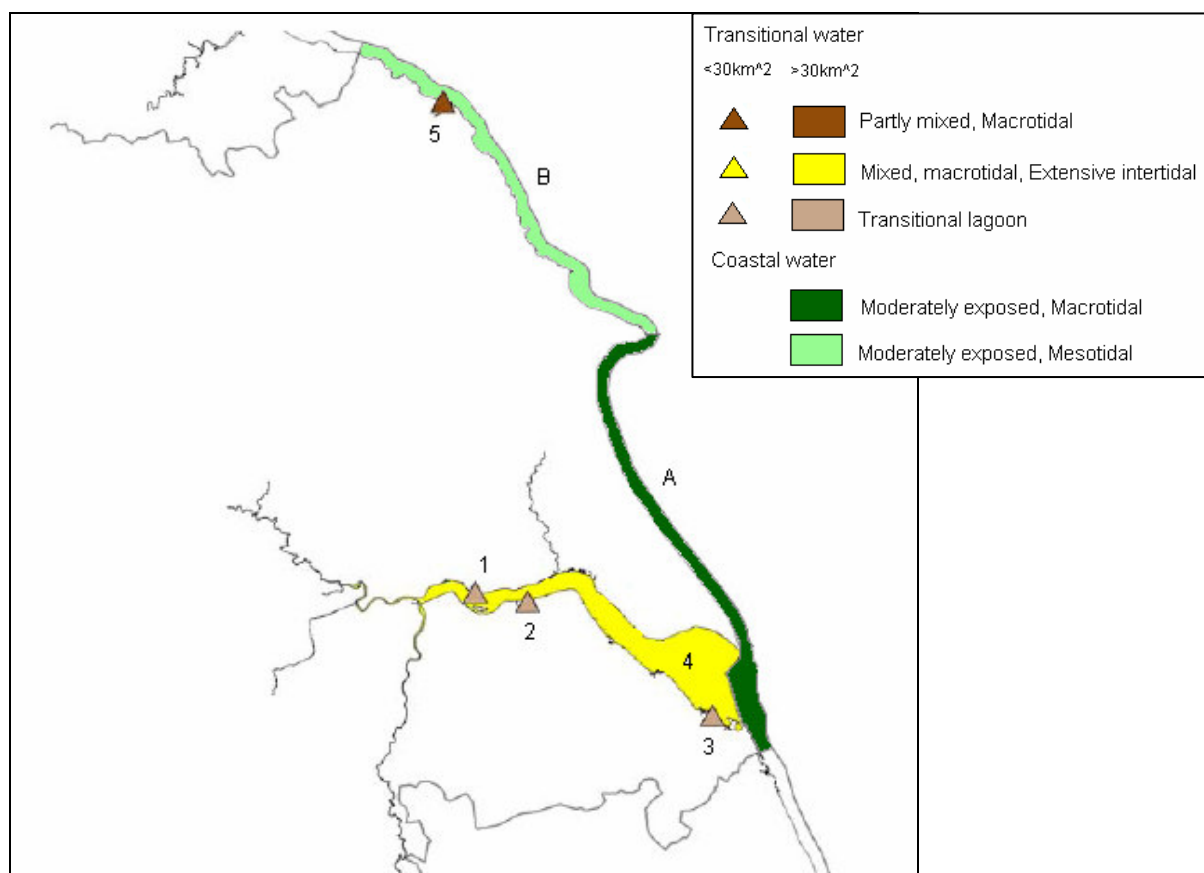 Transitional water
<30km^2 >30km^2
Partly mixed, Macrotidal
Mixed, macrotidal, Extensive intertidal
Transitional lagoon
Coastal water
Moderately exposed, Macrotidal
Moderately exposed, Mesotidal
5
B
A
1
2
4
3